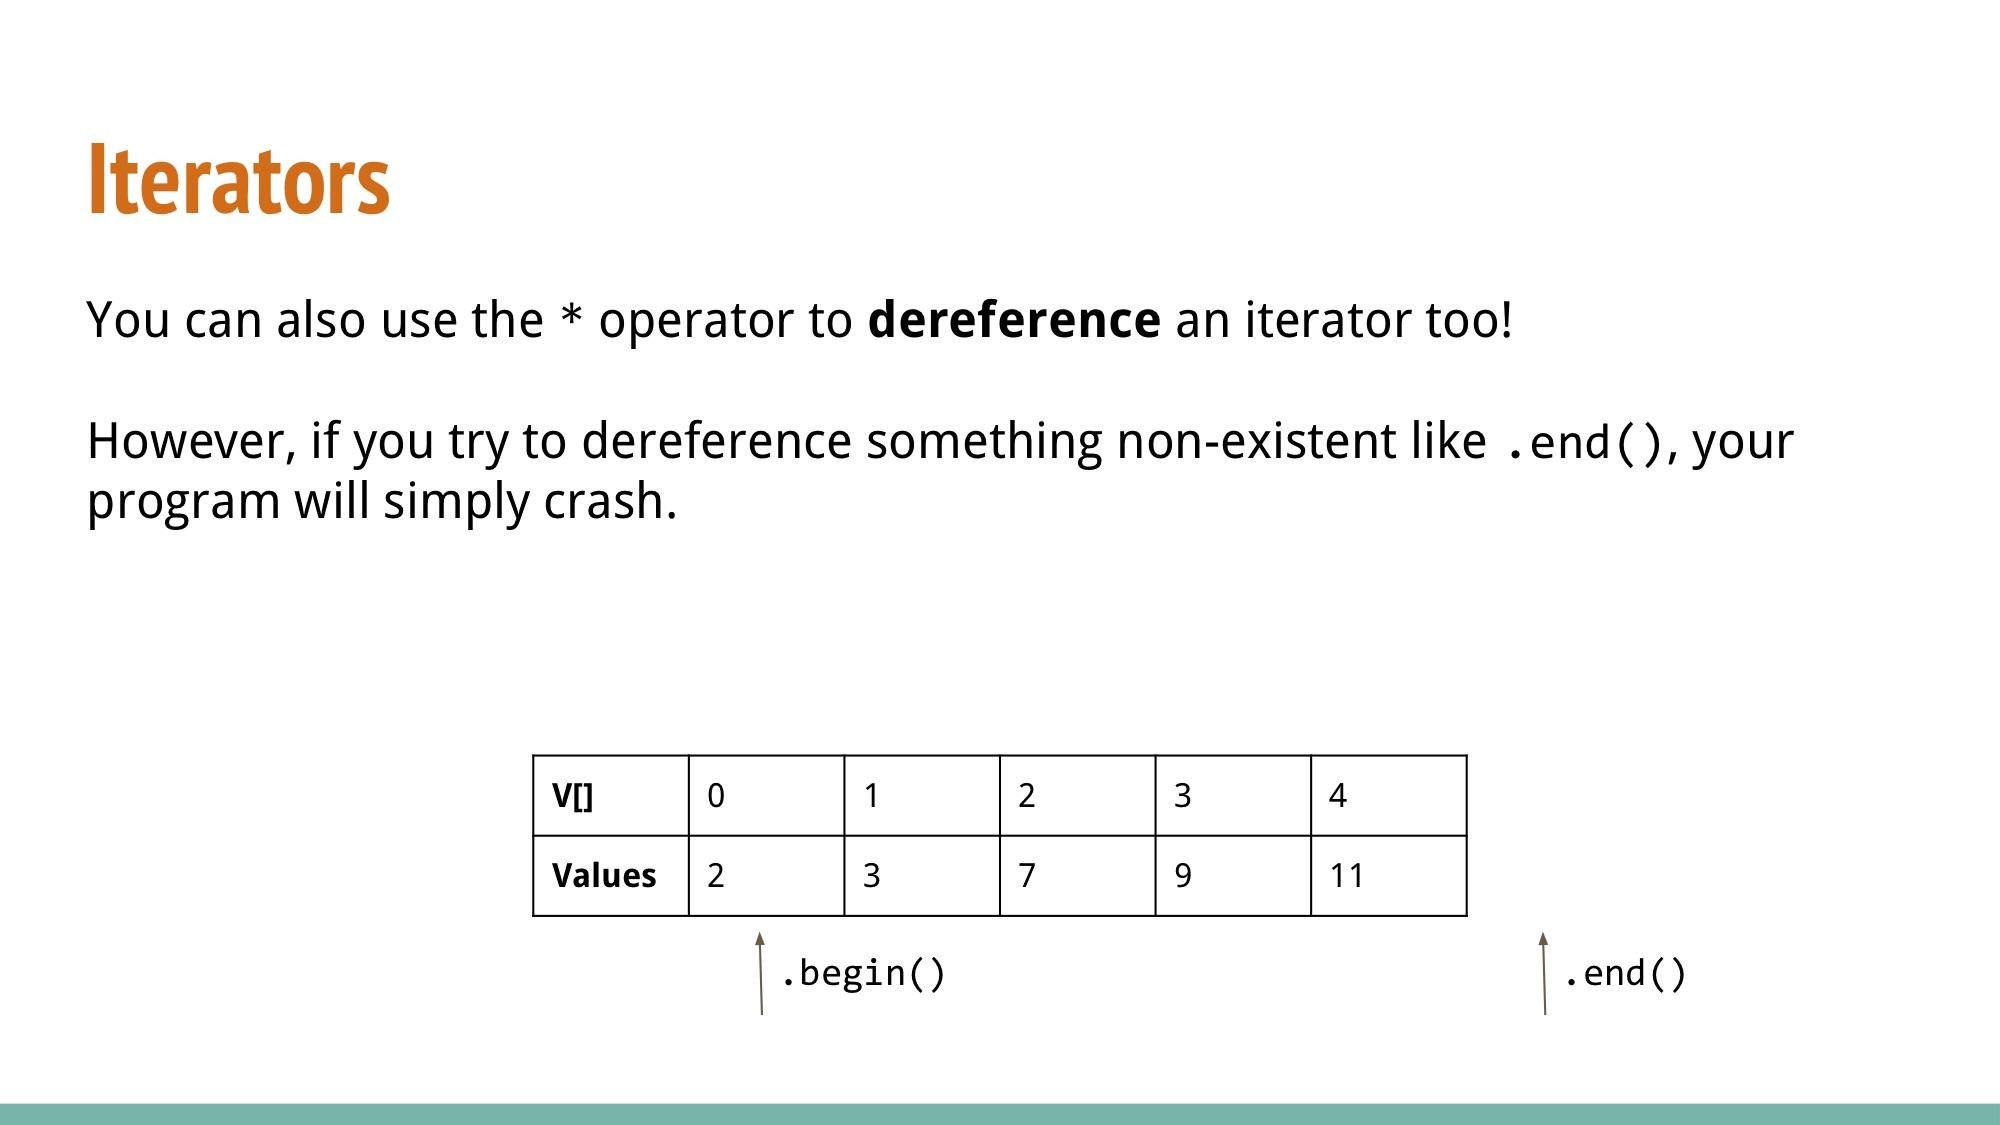 Iterators
You can also use the * operator to dereference an iterator too!
However, if you try to dereference something non-existent like .end(), your
program will simply crash.
V[] 0 1 2 3 4
Values 2 3 7 9 11
.begin() .end()